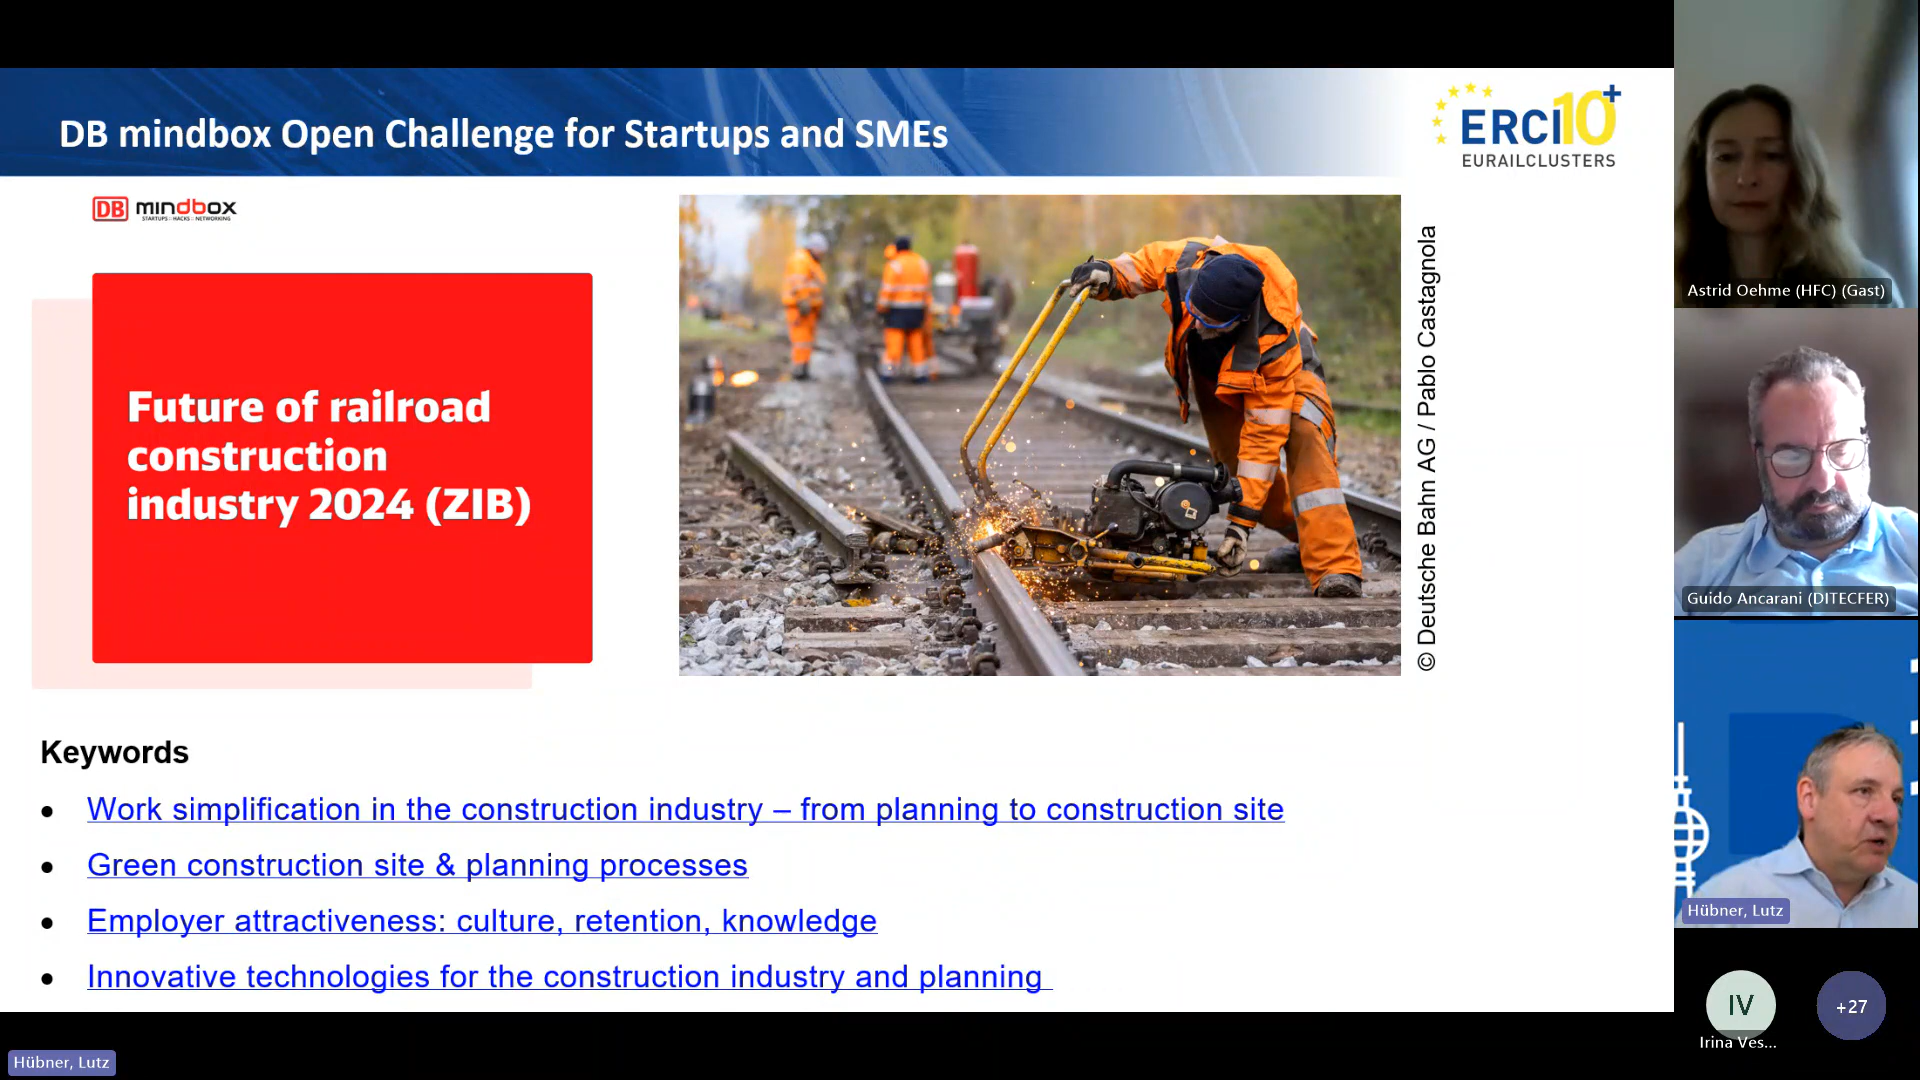 DB mindbox Open Challenge for Startups and SMEs
ERCI10+
EURAILCLUSTERS
DB mindbox
STARTUPS :: HACKS :: NETWORKING
Future of railroad
construction
industry 2024 (ZIB)
© Deutsche Bahn AG / Pablo Castagnola
Keywords
• Work simplification in the construction industry – from planning to construction site
• Green construction site & planning processes
• Employer attractiveness: culture, retention, knowledge
• Innovative technologies for the construction industry and planning
Astrid Oehme (HFC) (Gast)
Guido Ancarani (DITECFER)
Hübner, Lutz
IV
Irina Ves...
+27
Hübner, Lutz